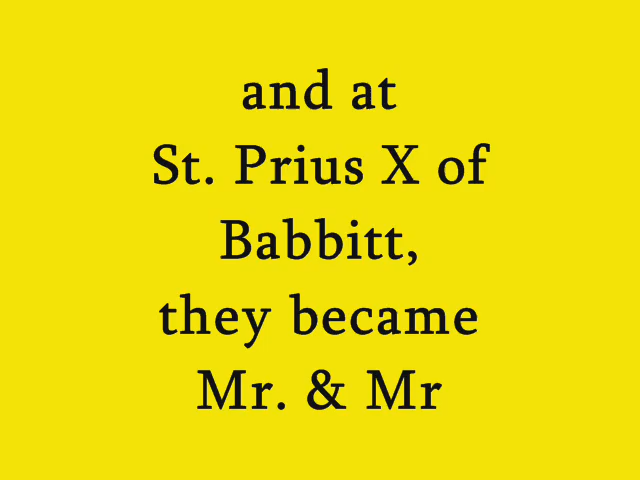 and at
St. Prius X of
Babbitt,
they became
Mr. & Mr